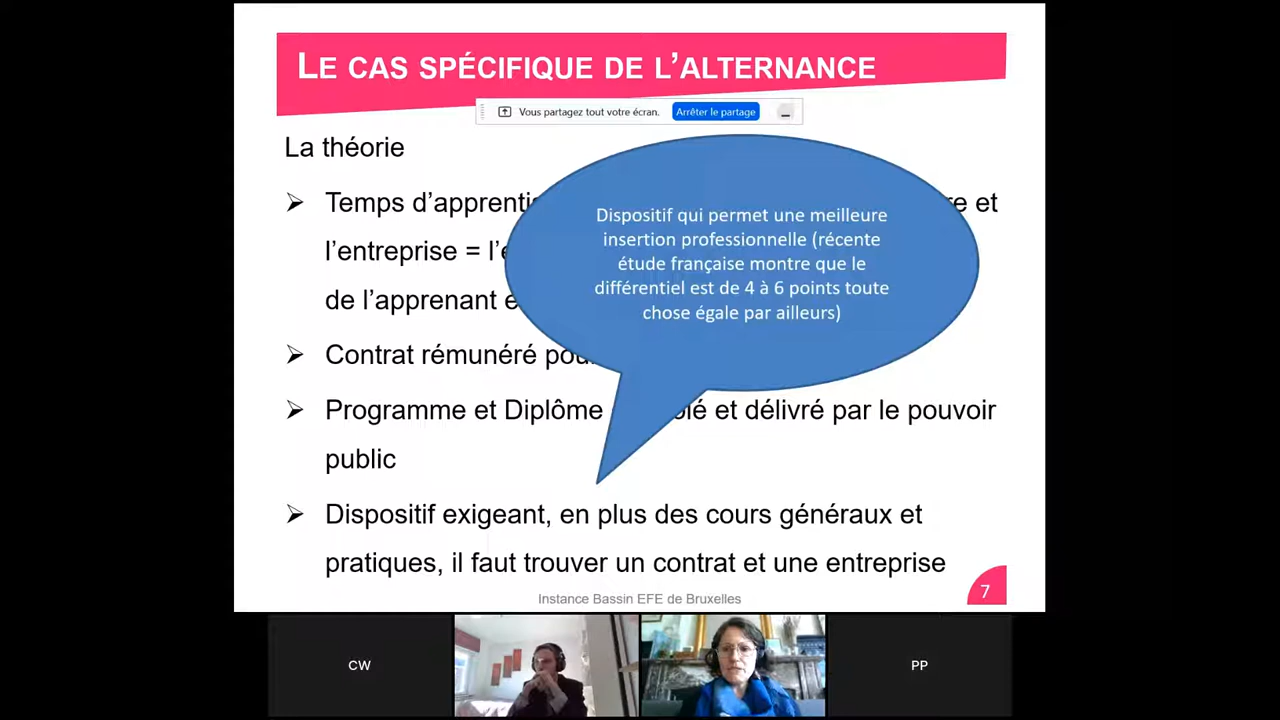 LE CAS SPÉCIFIQUE DE L’ALTERNANCE
Vous partagez tout votre écran. Arrêter le partage
La théorie
Temps d’apprenti re et
l’entreprise = l’
de l’apprenant
Dispositif qui permet une meilleure
insertion professionnelle (récente
étude française montre que le
différentiel est de 4 à 6 points toute
chose égale par ailleurs)
Contrat rémunéré pou
Programme et Diplôme lé et délivré par le pouvoir
public
Dispositif exigeant, en plus des cours généraux et
pratiques, il faut trouver un contrat et une entreprise
Instance Bassin EFE de Bruxelles
7
CW
PP